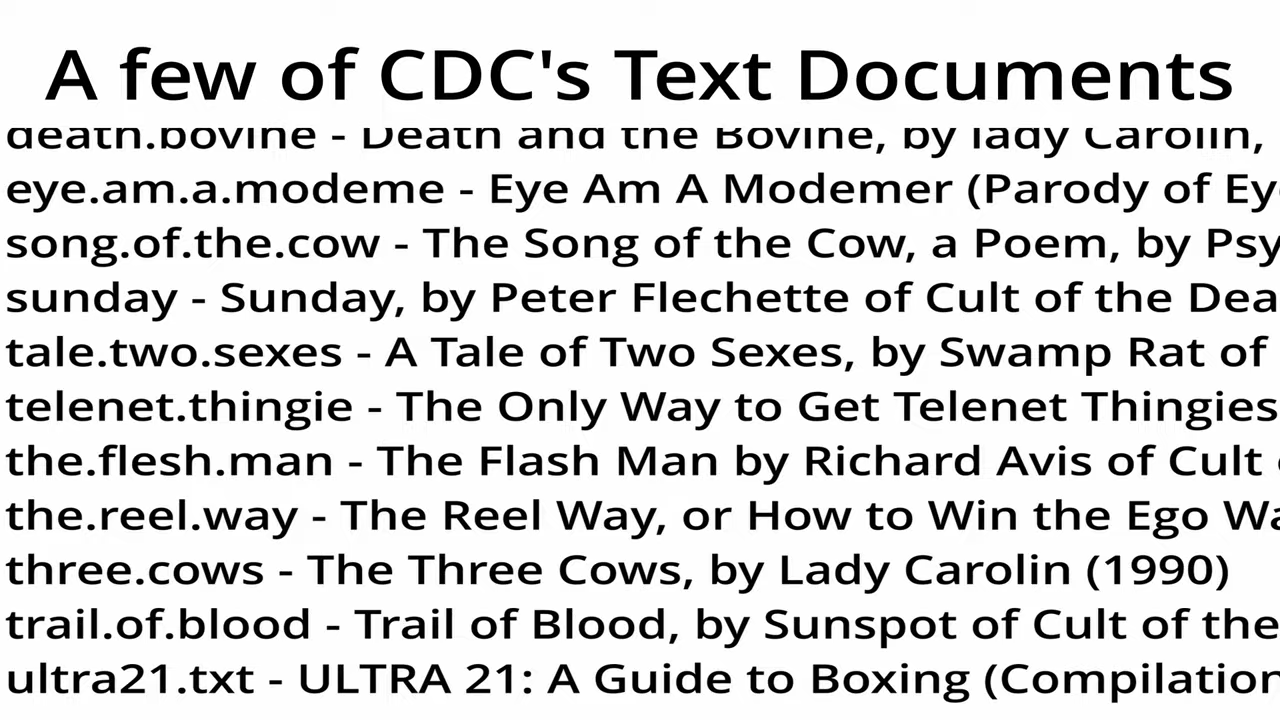 A few of CDC's Text Documents
death.bovine - Death and the Bovine, by lady Carolin,
eye.am.a.modeme - Eye Am A Modemer (Parody of Ey
song.of.the.cow - The Song of the Cow, a Poem, by Psy
sunday - Sunday, by Peter Flechette of Cult of the Dea
tale.two.sexes - A Tale of Two Sexes, by Swamp Rat of
telenet.thingie - The Only Way to Get Telenet Thingies
the.flesh.man - The Flash Man by Richard Avis of Cult
the.reel.way - The Reel Way, or How to Win the Ego Wa
three.cows - The Three Cows, by Lady Carolin (1990)
trail.of.blood - Trail of Blood, by Sunspot of Cult of the
ultra21.txt - ULTRA 21: A Guide to Boxing (Compilation